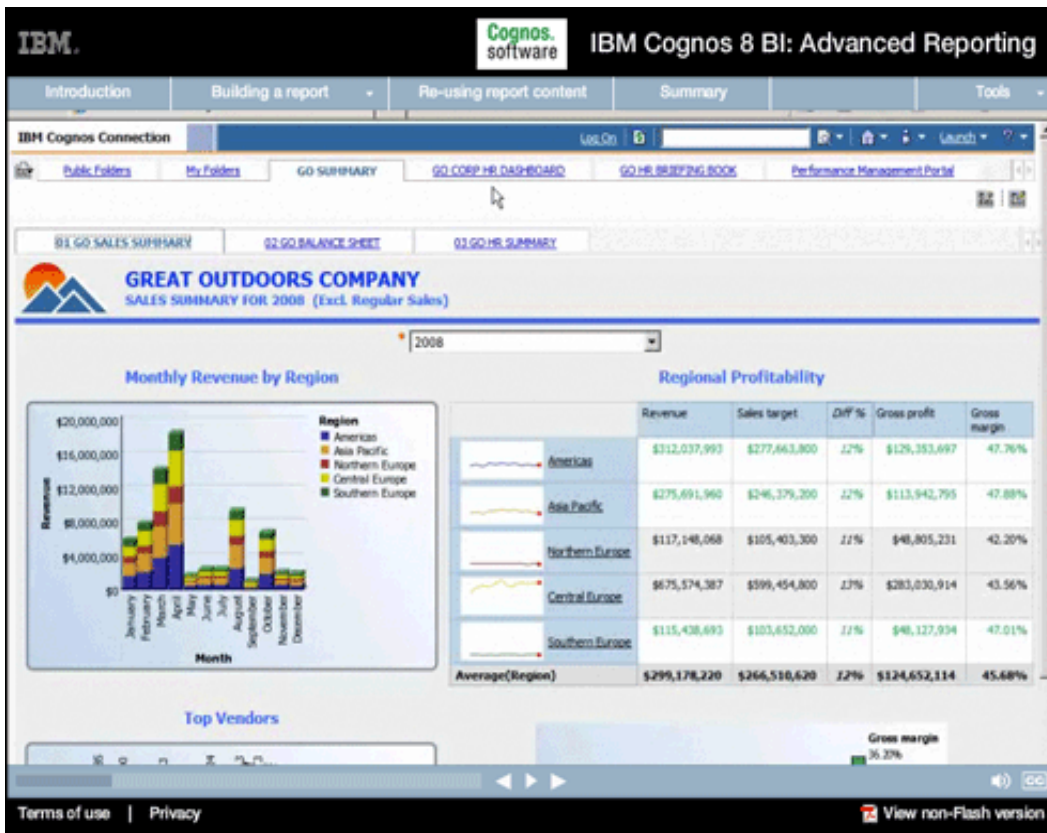 IBM.
Cognos.
software
IBM Cognos 8 BI: Advanced Reporting
Introduction
Building a report
Re-using report content
Summary
Tools
IBM Cognos Connection
Log On
Launch
?
Public Folders
My Folders
GO SUMMARY
GO CORP HR DASHBOARD
GO HR BRIEFING BOOK
Performance Management Portal
01 GO SALES SUMMARY
02 GO BALANCE SHEET
03 GO HR SUMMARY
GREAT OUTDOORS COMPANY
SALES SUMMARY FOR 2008 (Excl. Regular Sales)
2008
Monthly Revenue by Region
$20,000,000
$16,000,000
$12,000,000
$8,000,000
$4,000,000
$0
Revenue
January
February
March
April
May
June
July
August
September
October
November
December
Month
Region
Americas
Asia Pacific
Northern Europe
Central Europe
Southern Europe
Regional Profitability
Revenue Sales target Diff % Gross profit Gross margin
Americas $312,037,993 $277,663,800 12% $129,353,697 47.76%
Asia Pacific $275,691,960 $246,379,200 12% $113,942,795 47.88%
Northern Europe $117,148,068 $105,403,300 11% $48,805,231 42.20%
Central Europe $675,574,387 $599,454,800 13% $283,030,914 43.56%
Southern Europe $115,438,693 $103,652,000 11% $48,127,934 47.01%
Average(Region) $299,178,220 $266,510,620 12% $124,652,114 45.68%
Top Vendors
Gross margin
36.20%
CC
Terms of use | Privacy
View non-Flash version